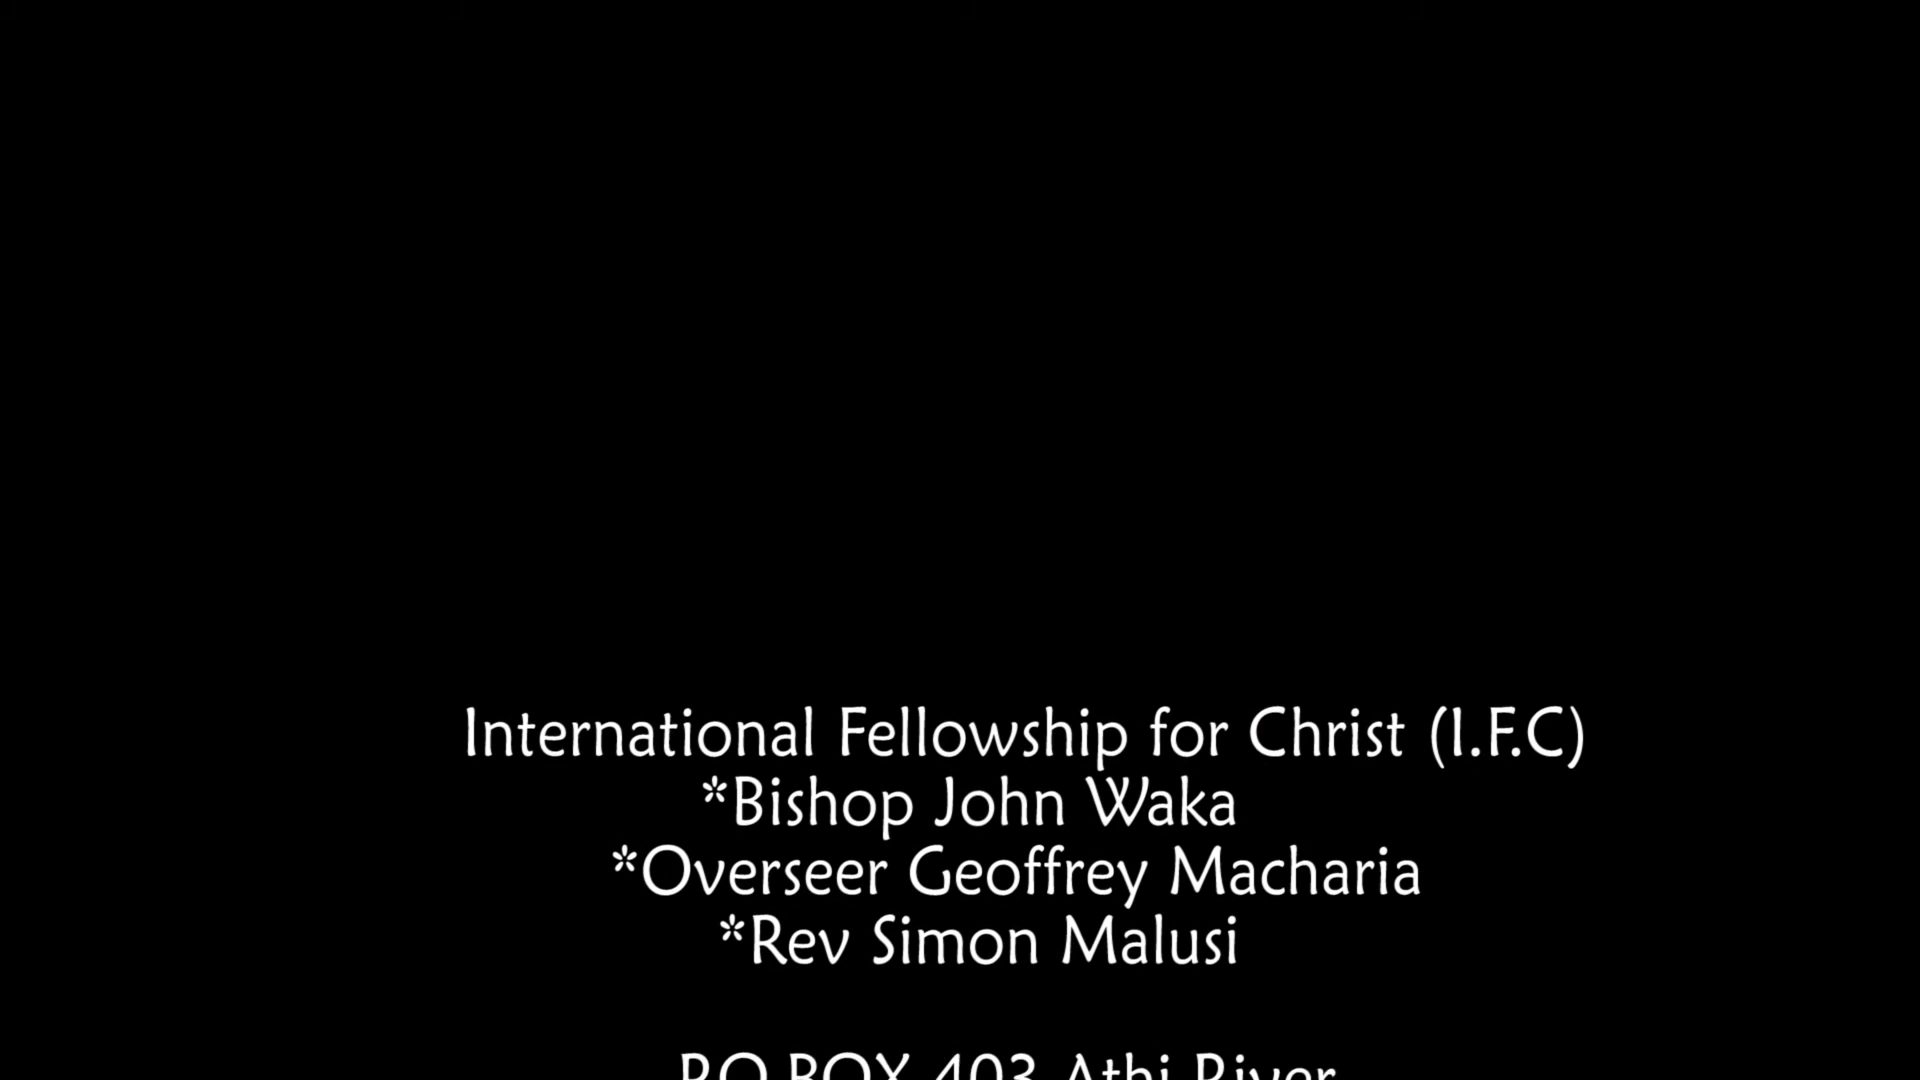 International Fellowship for Christ (I.F.C)
*Bishop John Waka
*Overseer Geoffrey Macharia
*Rev Simon Malusi
P.O BOX 403 Athi River